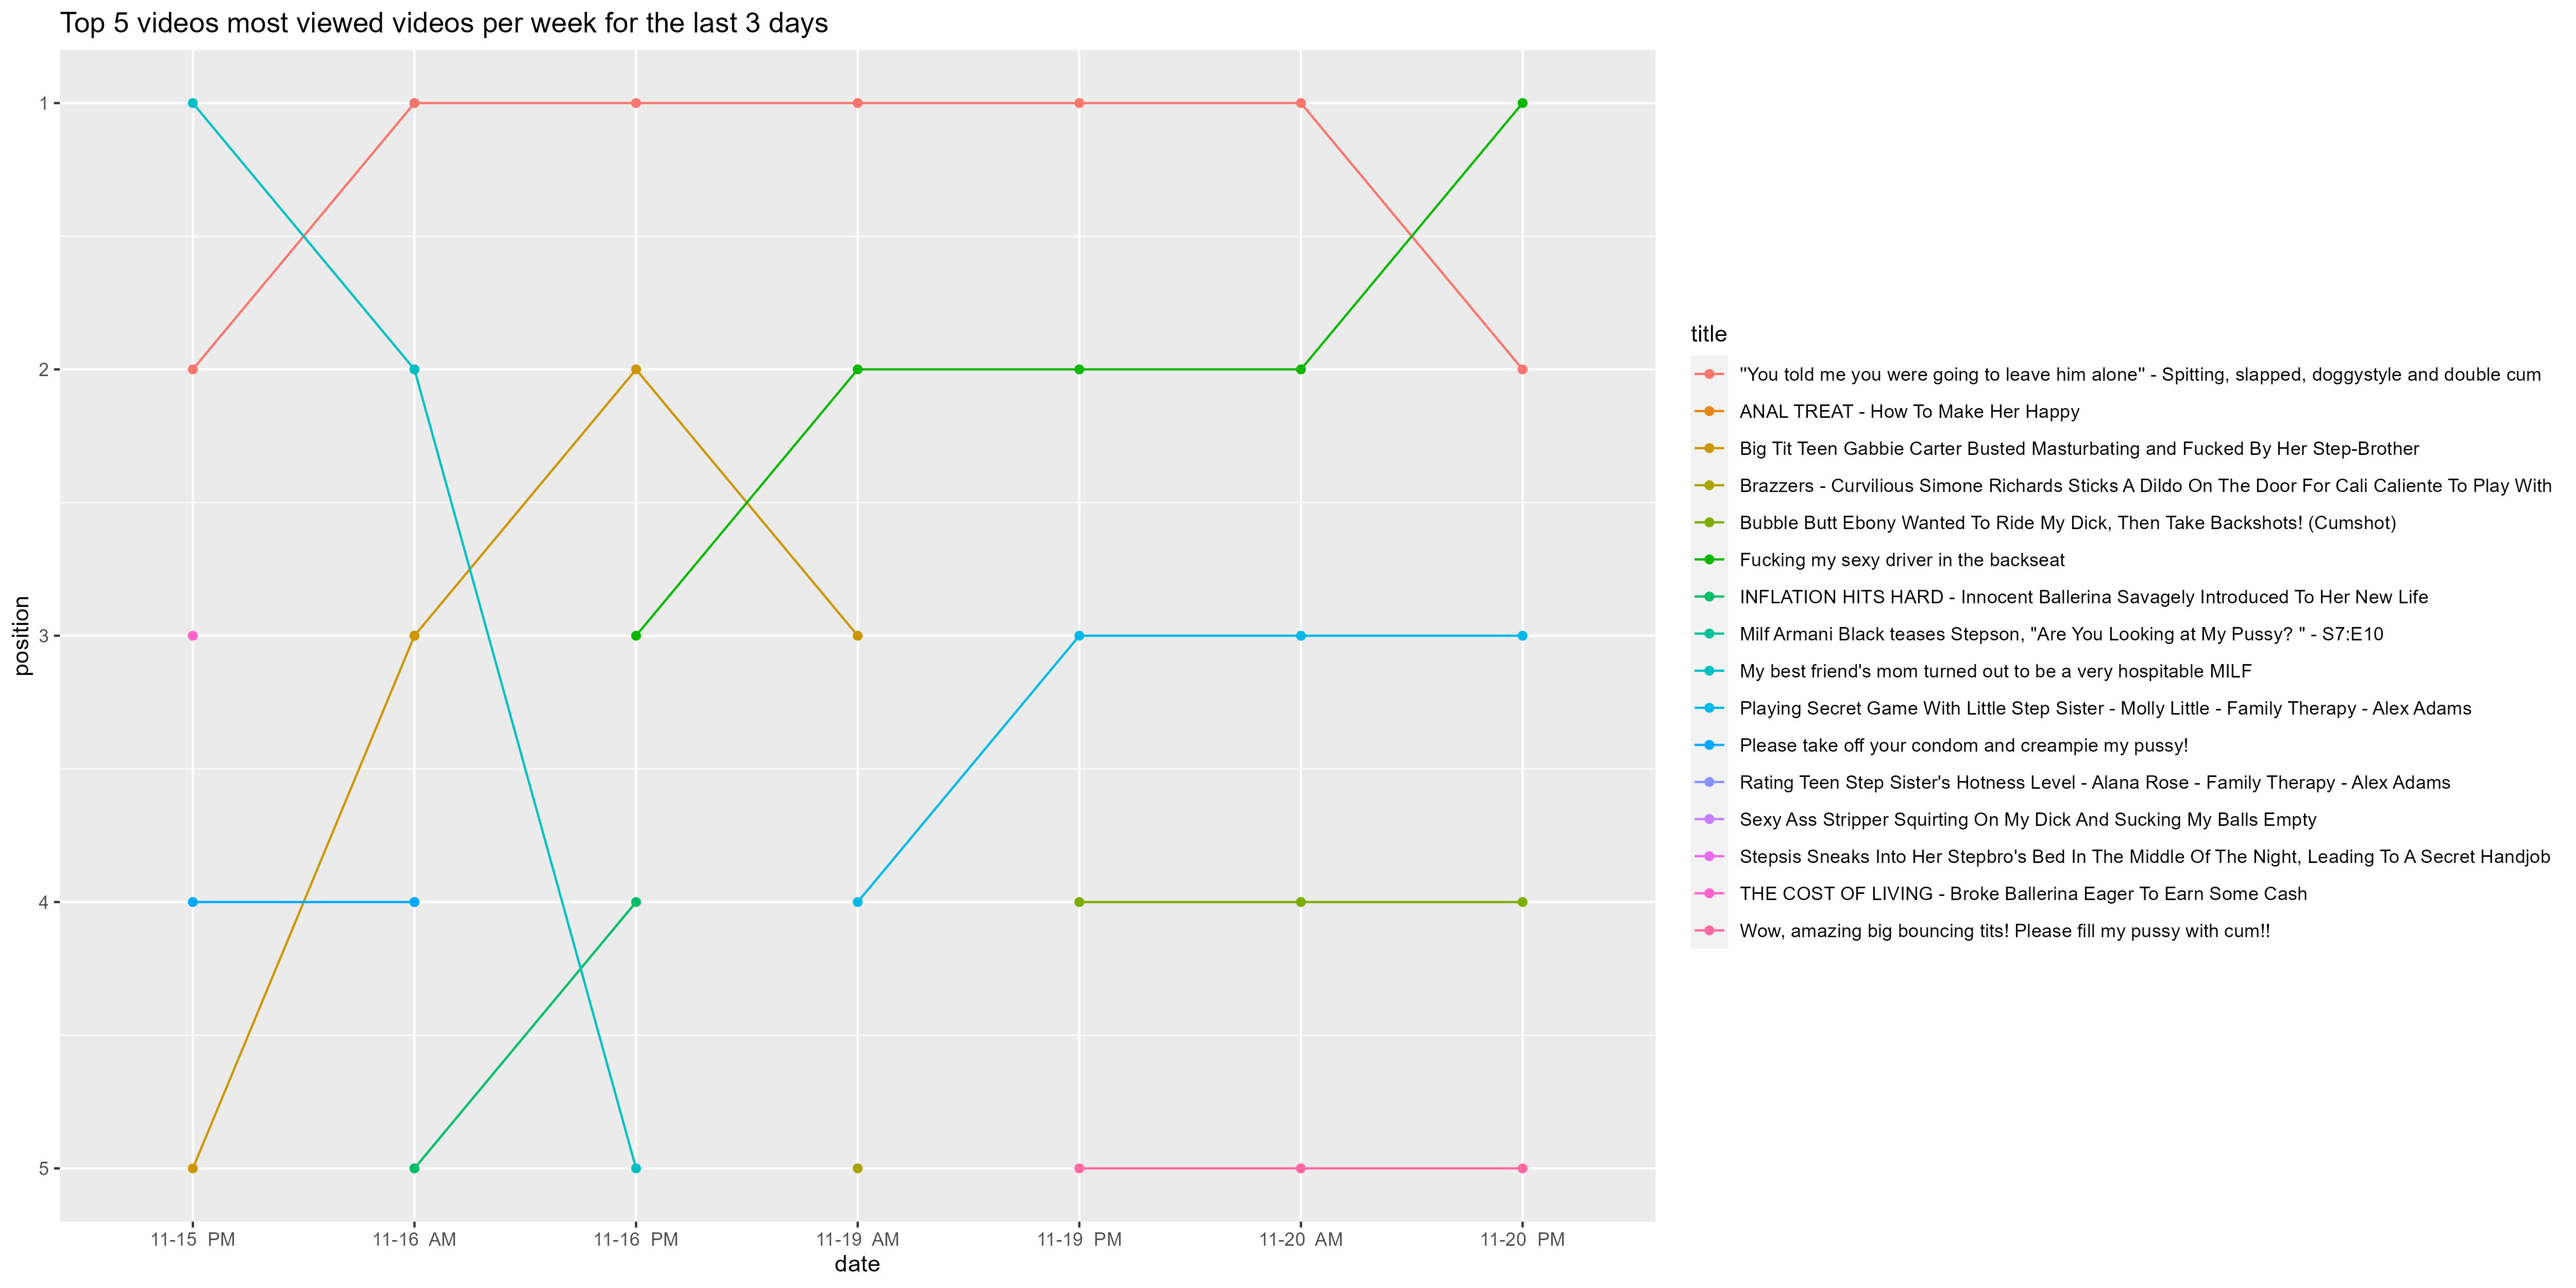 Top 5 videos most viewed videos per week for the last 3 days
position
1
2
3
4
5
11-15 PM
11-16 AM
11-16 PM
11-19 AM
11-19 PM
11-20 AM
11-20 PM
date
title
"You told me you were going to leave him alone" - Spitting, slapped, doggystyle and double cum
ANAL TREAT - How To Make Her Happy
Big Tit Teen Gabbie Carter Busted Masturbating and Fucked By Her Step-Brother
Brazzers - Curvilious Simone Richards Sticks A Dildo On The Door For Cali Caliente To Play With
Bubble Butt Ebony Wanted To Ride My Dick, Then Take Backshots! (Cumshot)
Fucking my sexy driver in the backseat
INFLATION HITS HARD - Innocent Ballerina Savagely Introduced To Her New Life
Milf Armani Black teases Stepson, "Are You Looking at My Pussy? " - S7:E10
My best friend's mom turned out to be a very hospitable MILF
Playing Secret Game With Little Step Sister - Molly Little - Family Therapy - Alex Adams
Please take off your condom and creampie my pussy!
Rating Teen Step Sister's Hotness Level - Alana Rose - Family Therapy - Alex Adams
Sexy Ass Stripper Squirting On My Dick And Sucking My Balls Empty
Stepsis Sneaks Into Her Stepbro's Bed In The Middle Of The Night, Leading To A Secret Handjob
THE COST OF LIVING - Broke Ballerina Eager To Earn Some Cash
Wow, amazing big bouncing tits! Please fill my pussy with cum!!